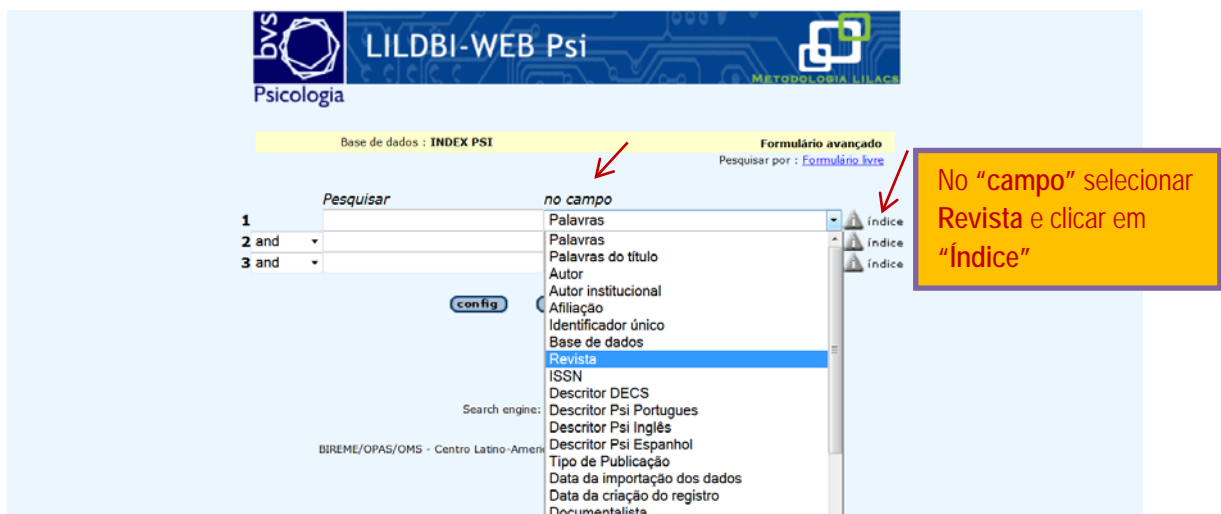 bvs
Psicologia
LILDBI-WEB Psi
METODOLOGIA LILACS
Base de dados : INDEX PSI
Formulário avançado
Pesquisar por : Formulário livre
Pesquisar no campo
1 Palavras índice
2 and índice
3 and índice
Palavras
Palavras do título
Autor
Autor institucional
Afiliação
Identificador único
Base de dados
Revista
ISSN
Descritor DECS
Descritor Psi Portugues
Descritor Psi Inglês
Descritor Psi Espanhol
Tipo de Publicação
Data da importação dos dados
Data da criação do registro
Documentalista
config
Search engine:
BIREME/OPAS/OMS - Centro Latino-Ameri
No “campo” selecionar
Revista e clicar em
“Índice”